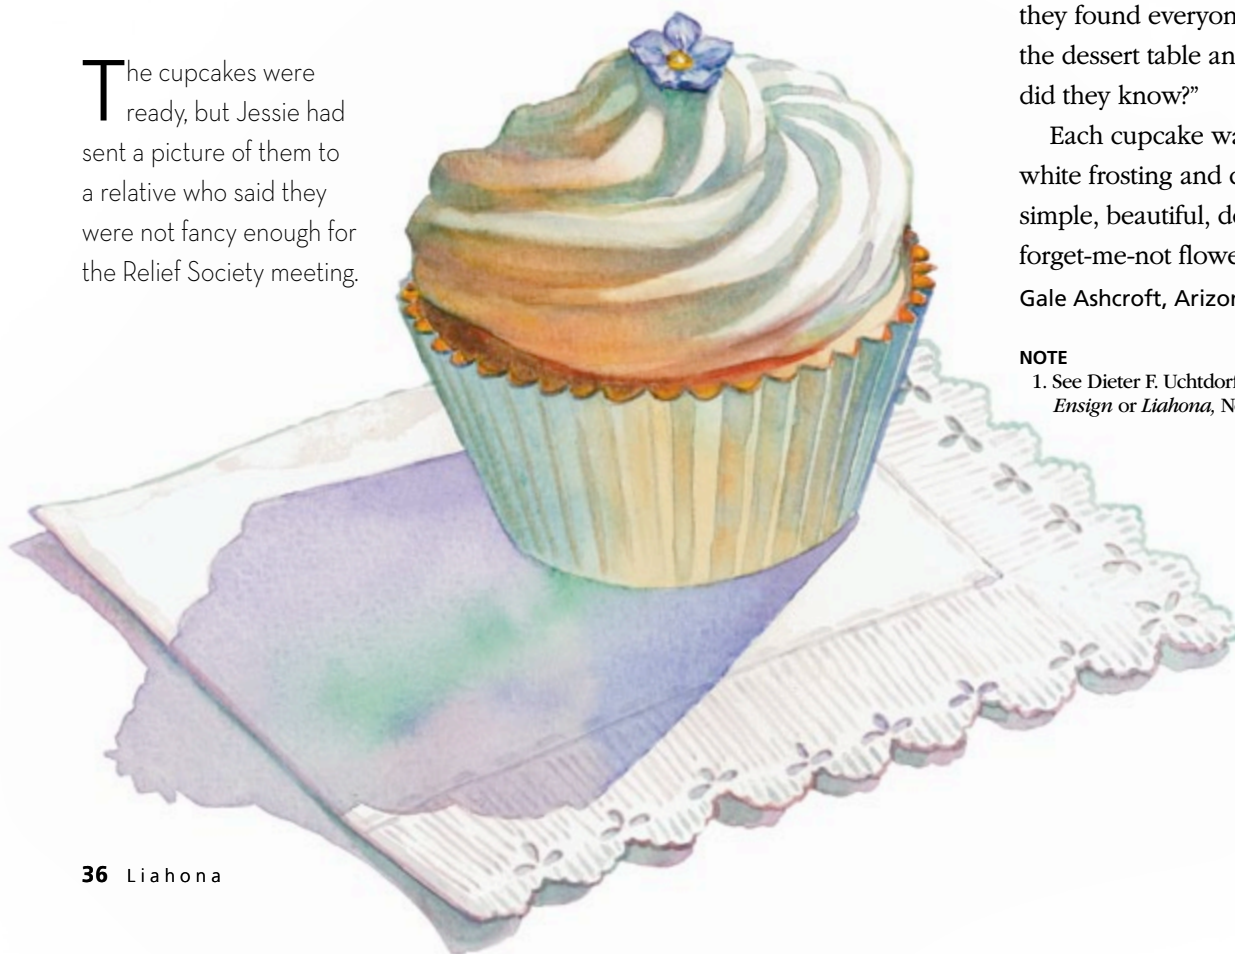 The cupcakes were
ready, but Jessie had
sent a picture of them to
a relative who said they
were not fancy enough for
the Relief Society meeting.
they found everyon
the dessert table an
did they know?”
Each cupcake wa
white frosting and
simple, beautiful, de
forget-me-not flowe
Gale Ashcroft, Arizon
NOTE
1. See Dieter F. Uchtdorf
Ensign or Liahona, N
36 Liahona